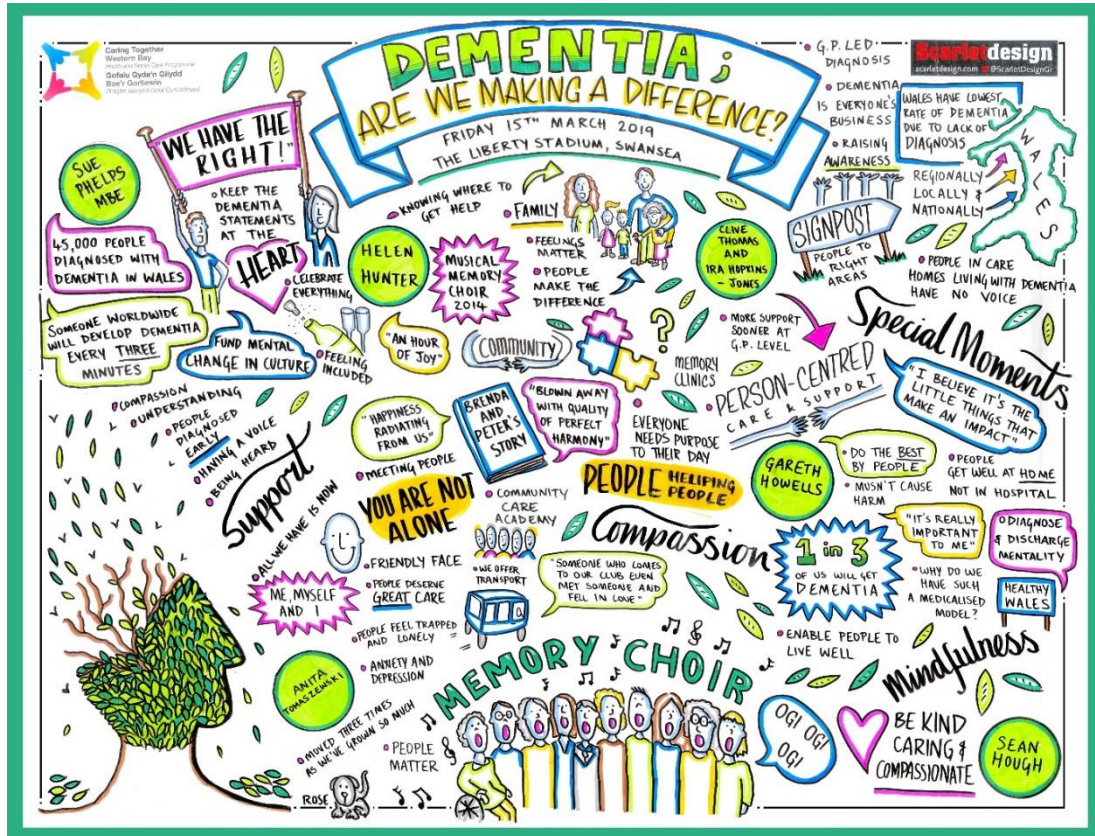 Caring Together
Western Bay
Health and Social Care Programme
Gofalu Gyda'n Gilydd
Bae'r Gorllewin
DEMENTIA;
ARE WE MAKING A DIFFERENCE?
FRIDAY 15TH MARCH 2019
THE LIBERTY STADIUM, SWANSEA
• G.P. LED
DIAGNOSIS
• DEMENTIA
IS EVERYONE'S
BUSINESS
• RAISING
AWARENESS
Scarletdesign
scarletdesign.com
@ScarletDesignGr
WALES HAVE LOWEST
RATE OF DEMENTIA
DUE TO LACK OF
DIAGNOSIS
WALES
REGIONALLY
LOCALLY &
NATIONALLY
"WE HAVE THE
RIGHT!"
SUE
PHELPS
MBE
• KEEP THE
DEMENTIA
STATEMENTS
AT THE
HEART
45,000 PEOPLE
DIAGNOSED WITH
DEMENTIA IN WALES
• CELEBRATE
EVERYTHING
SOMEONE WORLDWIDE
WILL DEVELOP DEMENTIA
EVERY THREE
MINUTES
FUND MENTAL
CHANGE IN CULTURE
• FEELING
INCLUDED
• KNOWING WHERE TO
GET HELP
HELEN
HUNTER
MUSICAL
MEMORY
CHOIR
2014
• FAMILY
• FEELINGS
MATTER
• PEOPLE
MAKE THE
DIFFERENCE
CLIVE
THOMAS
AND
IRA HOPKINS
- JONES
SIGNPOST
PEOPLE TO
RIGHT
AREAS
• PEOPLE IN CARE
HOMES LIVING WITH DEMENTIA
HAVE NO VOICE
"AN HOUR
OF JOY"
COMMUNITY
?
MEMORY
CLINICS
• MORE SUPPORT
SOONER AT
G.P. LEVEL
Special Moments
• PERSON-CENTRED
CARE & SUPPORT
"I BELIEVE IT'S THE
LITTLE THINGS THAT
MAKE AN IMPACT"
• COMPASSION
• UNDERSTANDING
• PEOPLE
DIAGNOSED
EARLY
• HAVING A VOICE
• BEING HEARD
Support
"HAPPINESS
RADIATING
FROM US"
BRENDA
AND
PETER'S
STORY
"BLOWN AWAY
WITH QUALITY
OF PERFECT
HARMONY"
• EVERYONE
NEEDS PURPOSE
TO THEIR DAY
• MEETING PEOPLE
GARETH
HOWELLS
• DO THE BEST
BY PEOPLE
• MUSN'T CAUSE
HARM
• PEOPLE
GET WELL AT HOME
NOT IN HOSPITAL
YOU ARE NOT
ALONE
• COMMUNITY
CARE
ACADEMY
PEOPLE HELPING
PEOPLE
Compassion
1 in 3
OF US WILL GET
DEMENTIA
"IT'S REALLY
IMPORTANT
TO ME"
DIAGNOSE
& DISCHARGE
MENTALITY
• ALL WE HAVE IS NOW
• FRIENDLY FACE
ME, MYSELF
AND I
• PEOPLE DESERVE
GREAT CARE
• WE OFFER
TRANSPORT
"SOMEONE WHO COMES
TO OUR CLUB EVEN
MET SOMEONE AND
FELL IN LOVE"
• WHY DO WE
HAVE SUCH
A MEDICALISED
MODEL?
HEALTHY
WALES
• PEOPLE FEEL TRAPPED
AND LONELY
• ENABLE PEOPLE TO
LIVE WELL
Mindfulness
ANITA
TOMASZEWSKI
• ANXIETY AND
DEPRESSION
MEMORY CHOIR
• MOVED THREE TIMES
AS WE'VE GROWN SO MUCH
• PEOPLE
MATTER
ROSE
OGI OGI
OGI
BE KIND
CARING &
COMPASSIONATE
SEAN
HOUGH